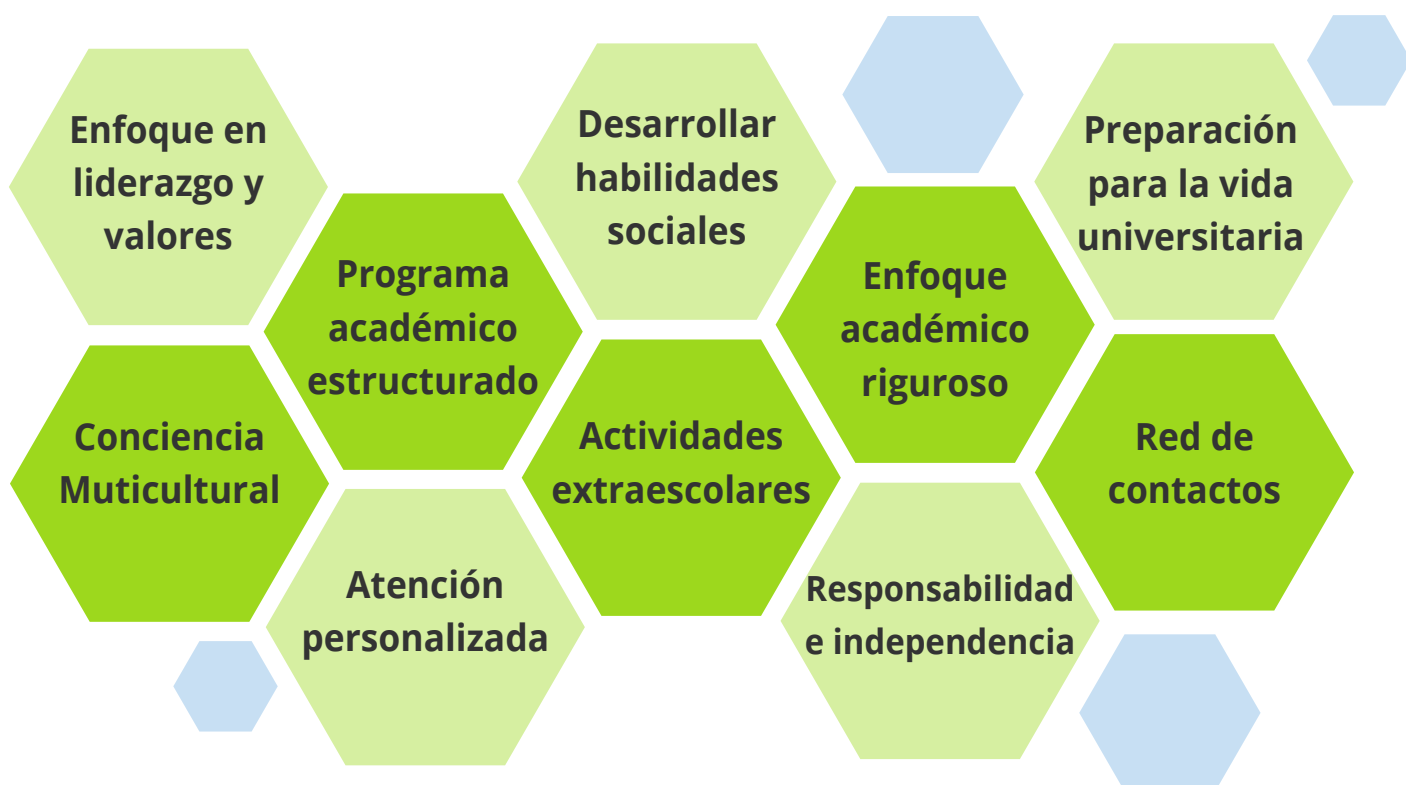 Enfoque en
liderazgo y
valores
Desarrollar
habilidades
sociales
Preparación
para la vida
universitaria
Programa
académico
estructurado
Enfoque
académico
riguroso
Conciencia
Muticultural
Actividades
extraescolares
Red de
contactos
Atención
personalizada
Responsabilidad
e independencia